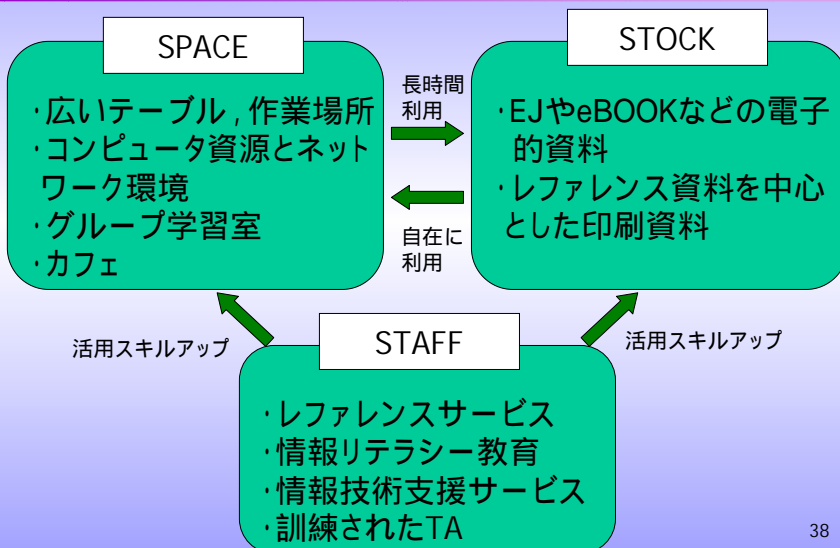 SPACE
・広いテーブル , 作業場所
・コンピュータ資源とネット
ワーク環境
・グループ学習室
・カフェ
長時間
利用
自在に
利用
STOCK
・EJやeBOOKなどの電子
的資料
・レファレンス資料を中心
とした印刷資料
活用スキルアップ
STAFF
活用スキルアップ
・レファレンスサービス
・情報リテラシー教育
・情報技術支援サービス
・訓練されたTA
38